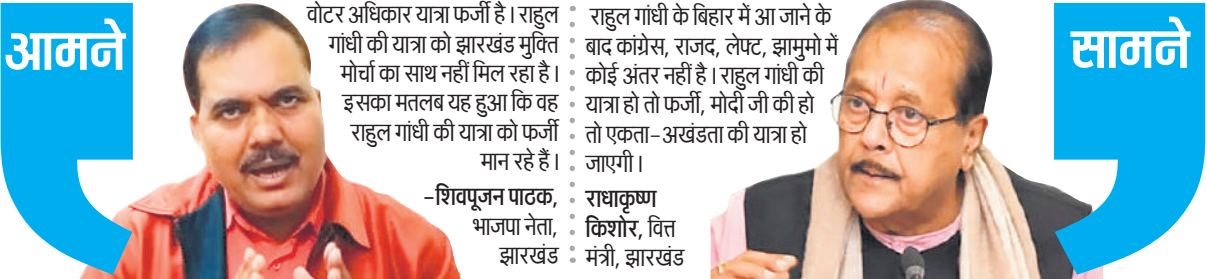 आमने
वोटर अधिकार यात्रा फर्जी है। राहुल
गांधी की यात्रा को झारखंड मुक्ति
मोर्चा का साथ नहीं मिल रहा है।
इसका मतलब यह हुआ कि वह
राहुल गांधी की यात्रा को फर्जी
मान रहे हैं।
-शिवपूजन पाठक,
भाजपा नेता,
झारखंड
राहुल गांधी के बिहार में आ जाने के
बाद कांग्रेस, राजद, लेफ्ट, झामुमो में
कोई अंतर नहीं है। राहुल गांधी की
यात्रा हो तो फर्जी, मोदी जी की हो
तो एकता-अखंडता की यात्रा हो
जाएगी।
राधाकृष्ण
किशोर, वित्त
मंत्री, झारखंड
सामने